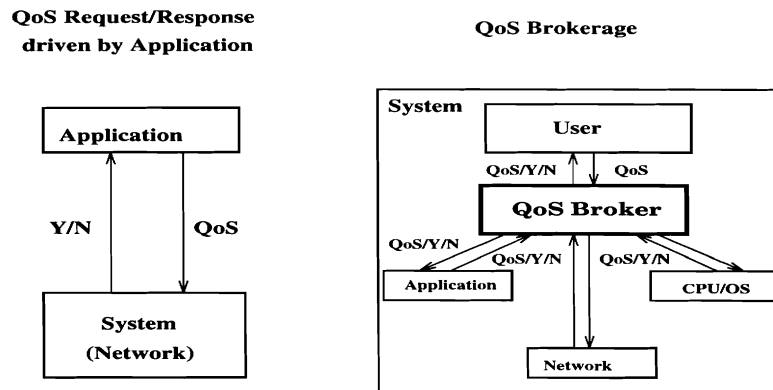 QoS Request/Response
driven by Application
Application
Y/N
QoS
System
(Network)
QoS Brokerage
System
User
QoS/Y/N
QoS
QoS Broker
QoS/Y/N
QoS/Y/N
QoS/Y/N
Application
CPU/OS
Network